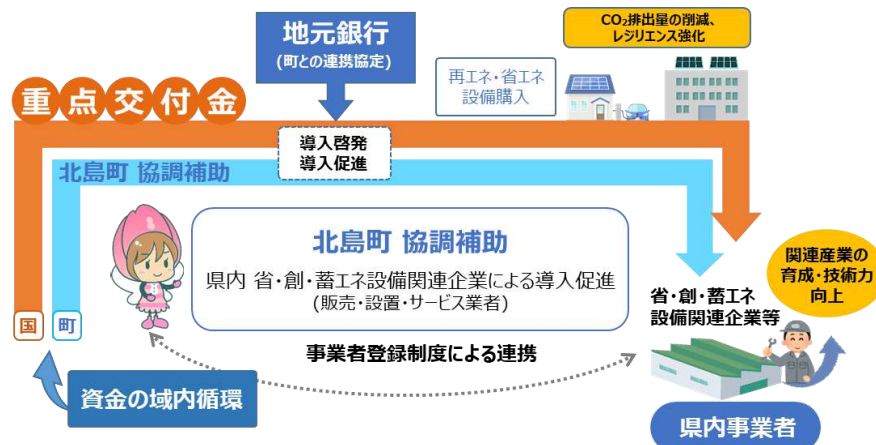 地元銀行
(町との連携協定)
CO₂排出量の削減、
レジリエンス強化
再エネ・省エネ
設備購入
重点交付金
導入啓発
導入促進
北島町 協調補助
北島町 協調補助
県内 省・創・蓄エネ設備関連企業による導入促進
(販売・設置・サービス業者)
関連産業の
育成・技術力
向上
省・創・蓄エネ
設備関連企業等
国 町
事業者登録制度による連携
資金の域内循環
県内事業者